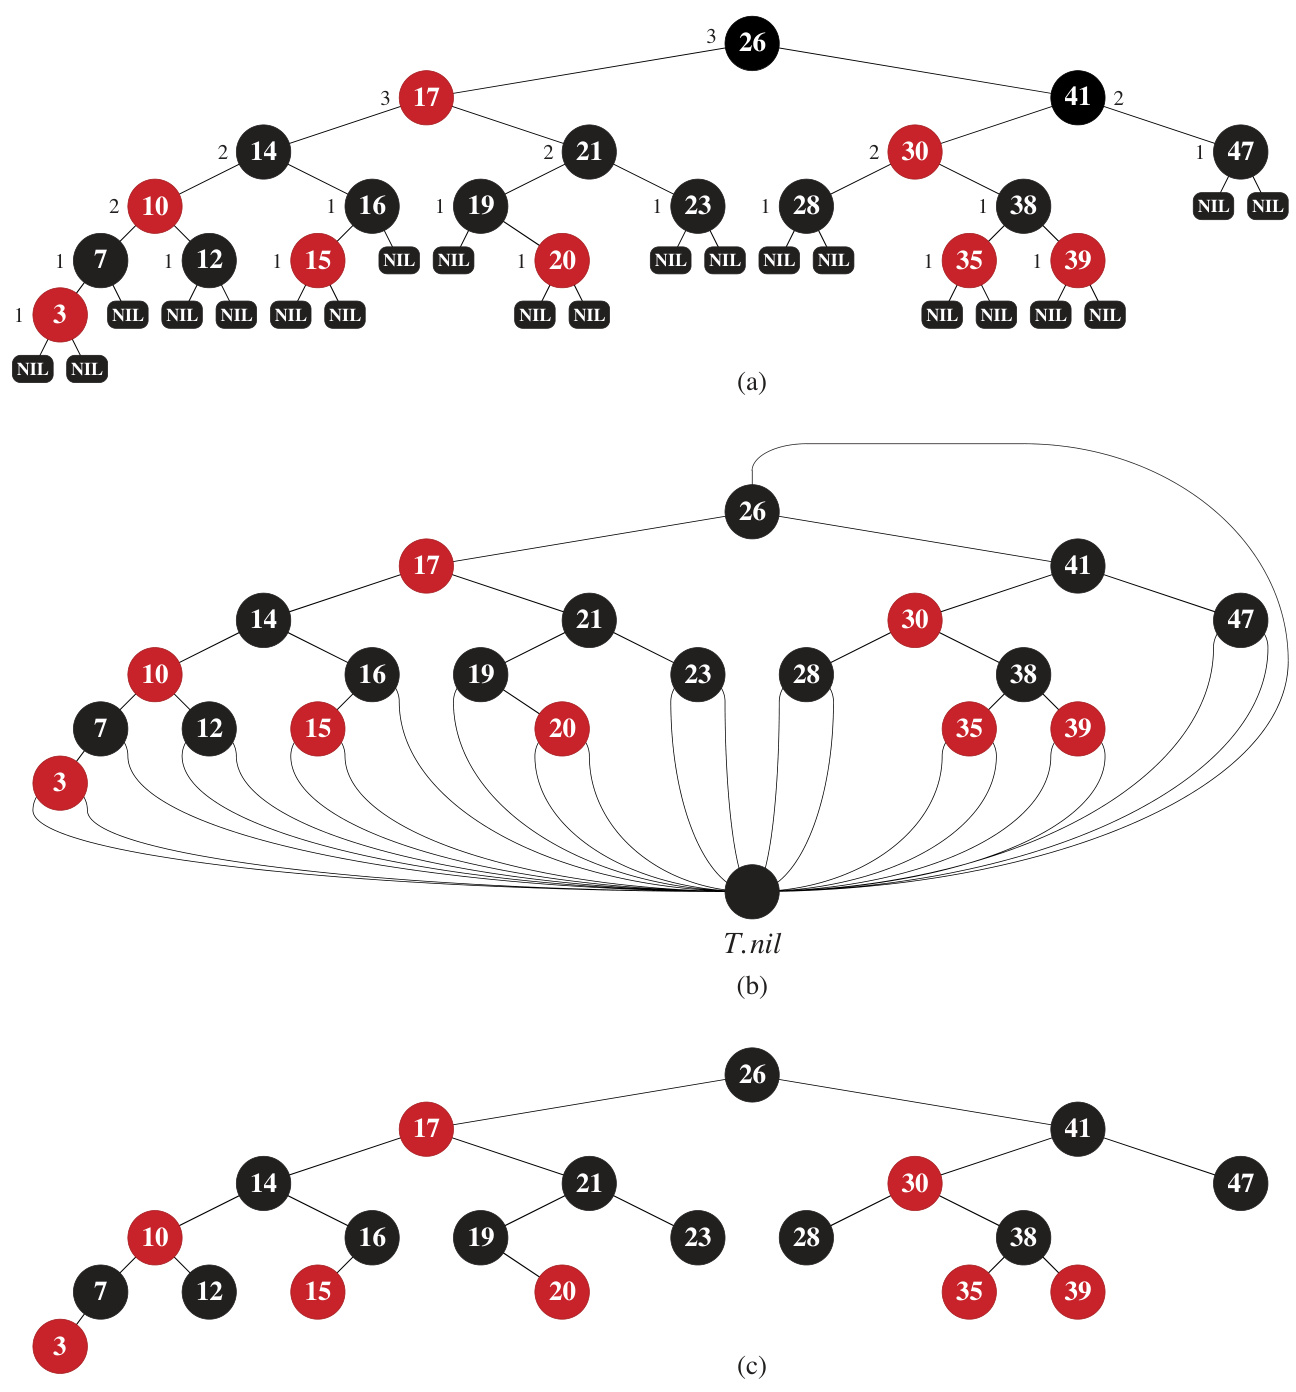 3 26
3 17 41 2
2 14 2 21 2 30 1 47
2 10 1 16 1 19 1 23 1 28 1 38 NIL NIL
1 7 1 12 1 15 NIL NIL 1 20 NIL NIL NIL NIL 1 35 1 39
1 3 NIL NIL NIL NIL NIL NIL NIL NIL NIL NIL NIL
NIL NIL
(a)
26
17 41
14 21 30 47
10 16 19 23 28 38
7 12 15 20 35 39
3
T.nil
(b)
26
17 41
14 21 30 47
10 16 19 23 28 38
7 12 15 20 35 39
3
(c)